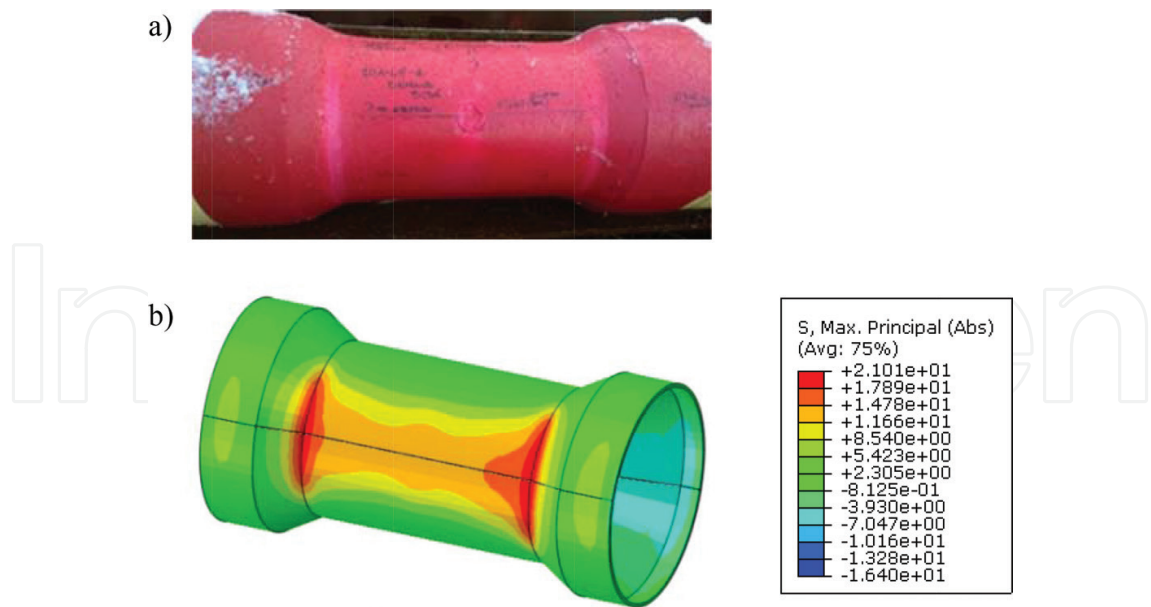 a)
b)
S, Max. Principal (Abs)
(Avg: 75%)
+2.101e+01
+1.789e+01
+1.478e+01
+1.166e+01
+8.540e+00
+5.423e+00
+2.305e+00
-8.125e-01
-3.930e+00
-7.047e+00
-1.016e+01
-1.328e+01
-1.640e+01